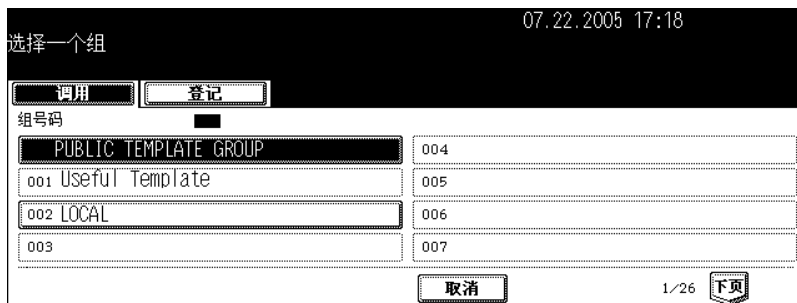 07.22.2005 17:18
选择一个组
调用 登记
组号码
PUBLIC TEMPLATE GROUP
001 Useful Template
002 LOCAL
003
004
005
006
007
取消 1/26 下页